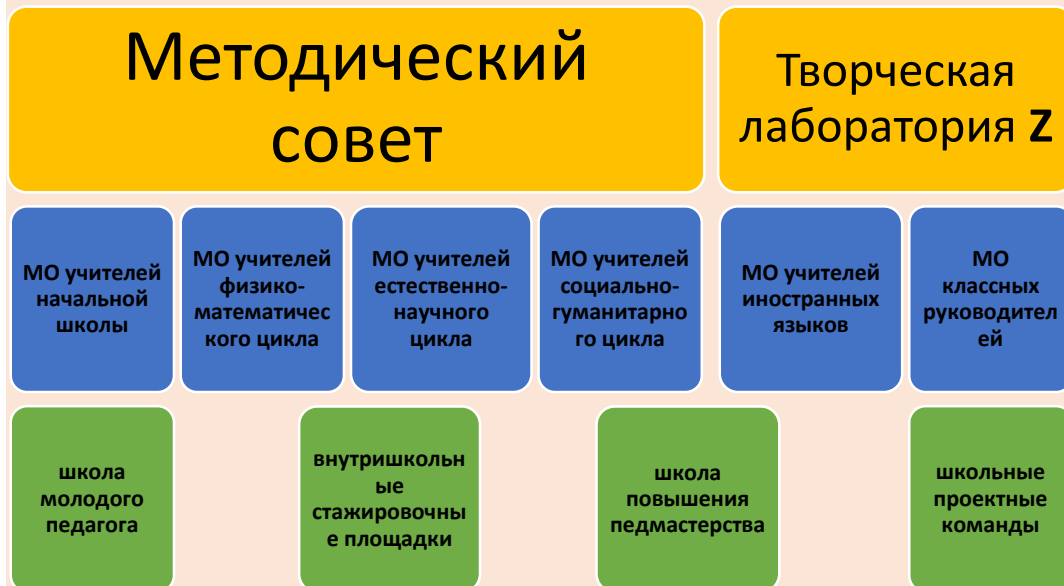 Методический
совет
Творческая
лаборатория Z
МО учителей
начальной
школы
МО учителей
физико-
математичес
кого цикла
МО учителей
естественно-
научного
цикла
МО учителей
социально-
гуманитарно
го цикла
МО учителей
иностранных
языков
МО
классных
руководител
ей
школа
молодого
педагога
внутришкольн
ые
стажировочны
е площадки
школа
повышения
педмастерства
школьные
проектные
команды